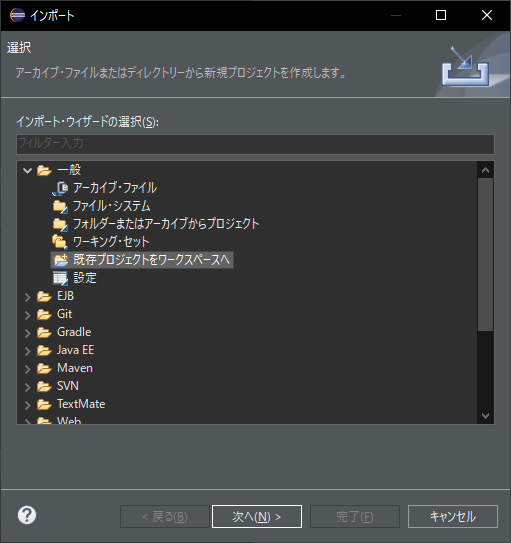 インポート
選択
アーカイブ・ファイルまたはディレクトリーから新規プロジェクトを作成します。
インポート・ウィザードの選択(S):
フィルター入力
一般
アーカイブ・ファイル
ファイル・システム
フォルダーまたはアーカイブからプロジェクト
ワーキング・セット
既存プロジェクトをワークスペースへ
設定
EJB
Git
Gradle
Java EE
Maven
SVN
TextMate
Web
< 戻る(B)
次へ(N) >
完了(F)
キャンセル